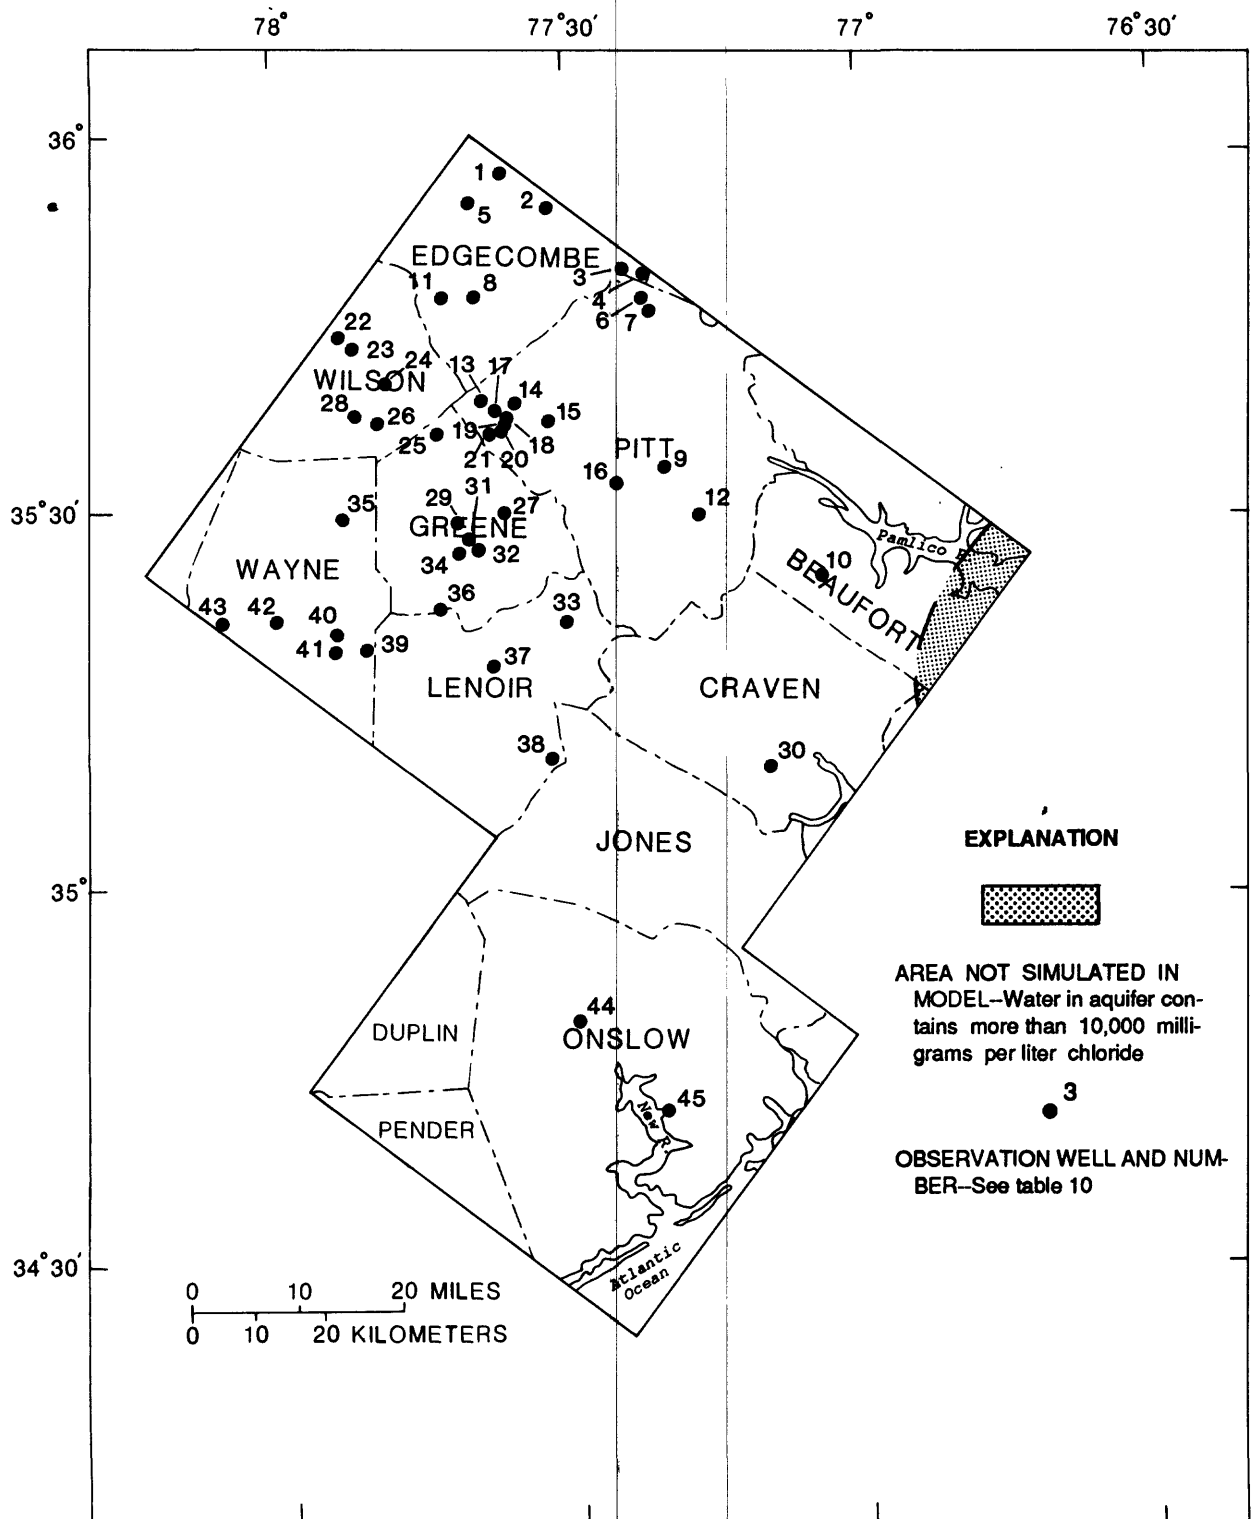 78° 77°30′ 77° 76°30′
36°
1
2
5
EDGECOMBE
3
11 8
4
6 7
22
23
24
13 17
WILSON
14
28 26
15
25 19 18
21 20
PITT 9
16
31
12
29 27
35
35°30′
GREENE
Pamlico R.
34 32
WAYNE
10
BEAUFORT
36
33
43 42 40
41 39
37
LENOIR CRAVEN
38
30
JONES
EXPLANATION
35°
AREA NOT SIMULATED IN
MODEL--Water in aquifer con-
tains more than 10,000 milli-
grams per liter chloride
44
DUPLIN ONSLOW
3
45
New R.
PENDER
OBSERVATION WELL AND NUM-
BER--See table 10
34°30′
Atlantic
Ocean
0 10 20 MILES
0 10 20 KILOMETERS